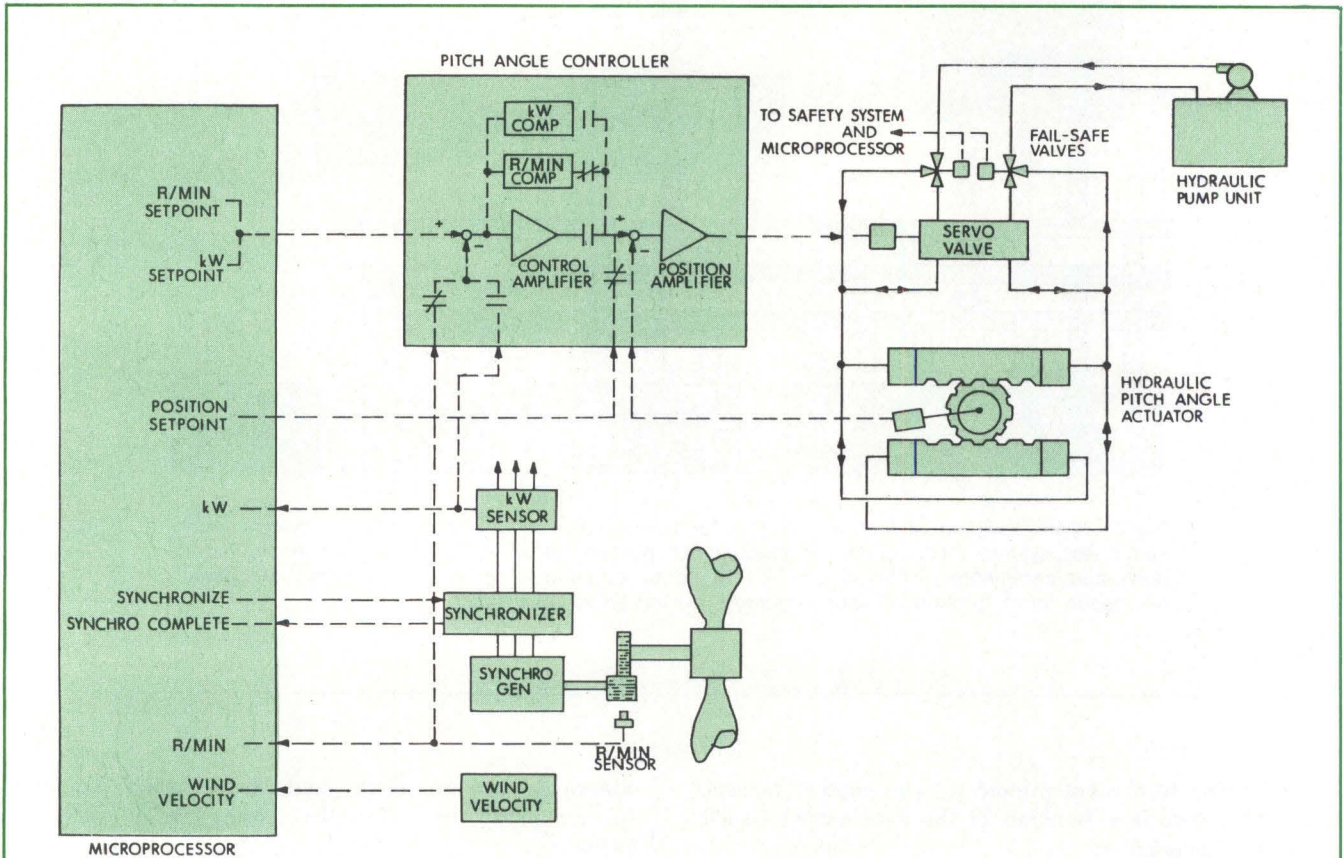 PITCH ANGLE CONTROLLER
kW
COMP
R/MIN
COMP
TO SAFETY SYSTEM
AND
MICROPROCESSOR
FAIL-SAFE
VALVES
HYDRAULIC
PUMP UNIT
R/MIN
SETPOINT
kW
SETPOINT
+
-
CONTROL
AMPLIFIER
+
-
POSITION
AMPLIFIER
SERVO
VALVE
HYDRAULIC
PITCH ANGLE
ACTUATOR
POSITION
SETPOINT
kW
kW
SENSOR
SYNCHRONIZE
SYNCHRO COMPLETE
SYNCHRONIZER
SYNCHRO
GEN
R/MIN
R/MIN
SENSOR
WIND
VELOCITY
WIND
VELOCITY
MICROPROCESSOR